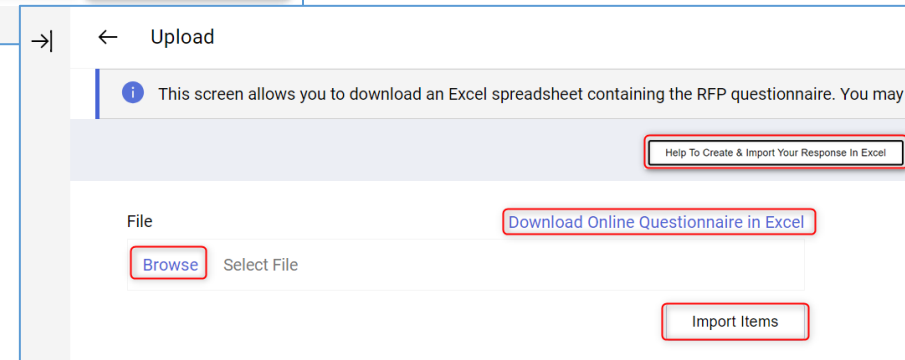 Upload
This screen allows you to download an Excel spreadsheet containing the RFP questionnaire. You may
Help To Create & Import Your Response In Excel
File
Download Online Questionnaire in Excel
Browse Select File
Import Items